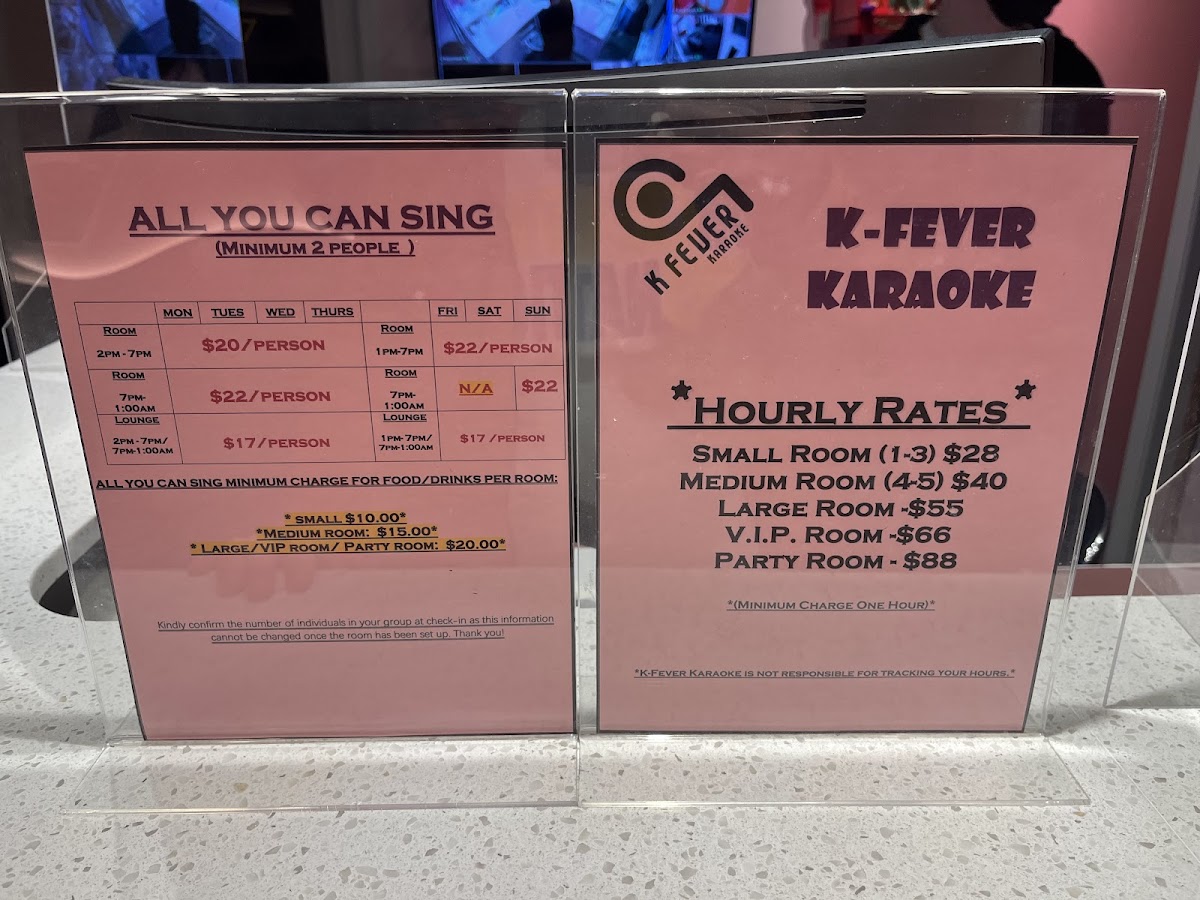 ALL YOU CAN SING
(MINIMUM 2 PEOPLE )
MON TUES WED THURS FRI SAT SUN
ROOM
2PM - 7PM
$20/PERSON
ROOM
1PM-7PM
$22/PERSON
ROOM
7PM-
1:00AM
$22/PERSON
ROOM
7PM-
1:00AM
N/A
$22
LOUNGE
2PM - 7PM/
7PM-1:00AM
$17/PERSON
LOUNGE
1PM-7PM/
7PM-1:00AM
$17 /PERSON
ALL YOU CAN SING MINIMUM CHARGE FOR FOOD/DRINKS PER ROOM:
* SMALL $10.00*
*MEDIUM ROOM: $15.00*
* LARGE/VIP ROOM/ PARTY ROOM: $20.00*
Kindly confirm the number of individuals in your group at check-in as this information
cannot be changed once the room has been set up. Thank you!
K FEVER
KARAOKE
K-FEVER
KARAOKE
*HOURLY RATES*
SMALL ROOM (1-3) $28
MEDIUM ROOM (4-5) $40
LARGE ROOM -$55
V.I.P. ROOM -$66
PARTY ROOM - $88
*(MINIMUM CHARGE ONE HOUR)*
*K-FEVER KARAOKE IS NOT RESPONSIBLE FOR TRACKING YOUR HOURS.*